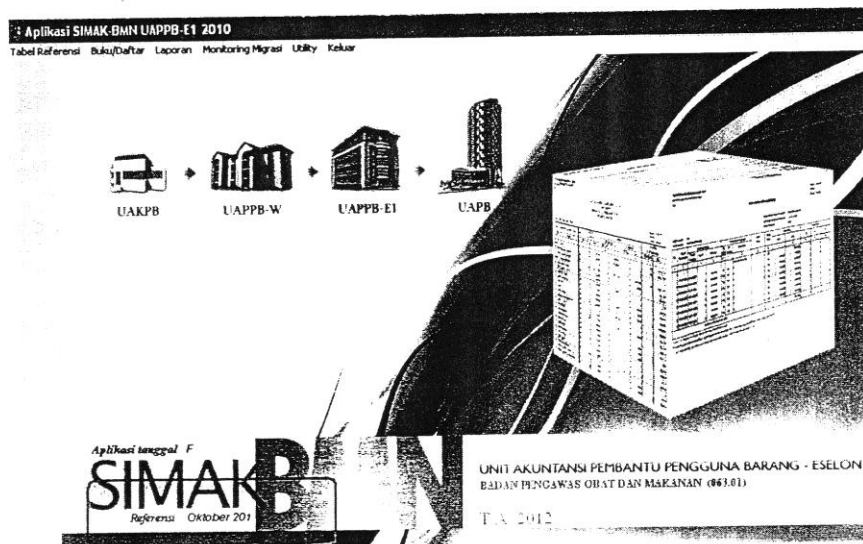 Aplikasi SIMAK-BMN UAPPB-E1 2010
Tabel Referensi Buku/Daftar Laporan Monitoring Migrasi Utility Keluar
UAKPB UAPPB-W UAPPB-E1 UAPB
Aplikasi tanggal F
SIMAK BMN
Referensi Oktober 201
UNIT AKUNTANSI PEMBANTU PENGGUNA BARANG - ESELON
BADAN PENGAWAS OBAT DAN MAKANAN (063.01)
T.A. 2012